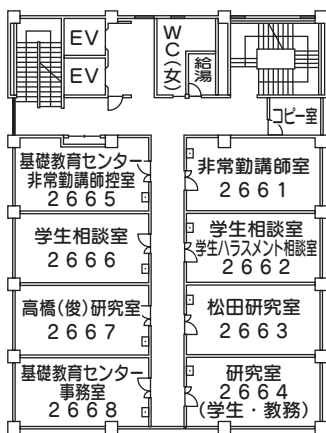 EV
EV
WC(女)
給湯
コピー室
基礎教育センター
非常勤講師控室
2665
非常勤講師室
2661
学生相談室
2666
学生相談室
学生ハラスメント相談室
2662
高橋(俊)研究室
2667
松田研究室
2663
基礎教育センター
事務室
2668
研究室
2664
(学生・教務)